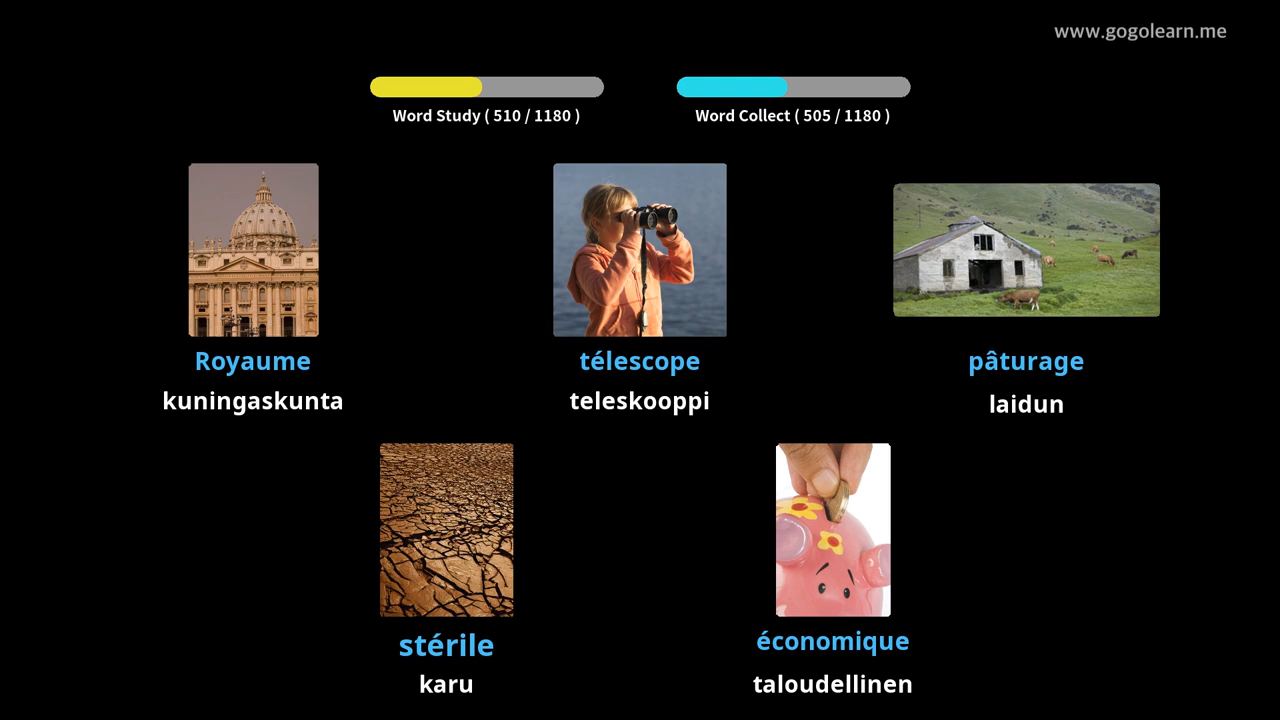 www.gogolearn.me
Word Study ( 510 / 1180 )
Word Collect ( 505 / 1180 )
Royaume
kuningaskunta
télescope
teleskooppi
pâturage
laidun
stérile
karu
économique
taloudellinen